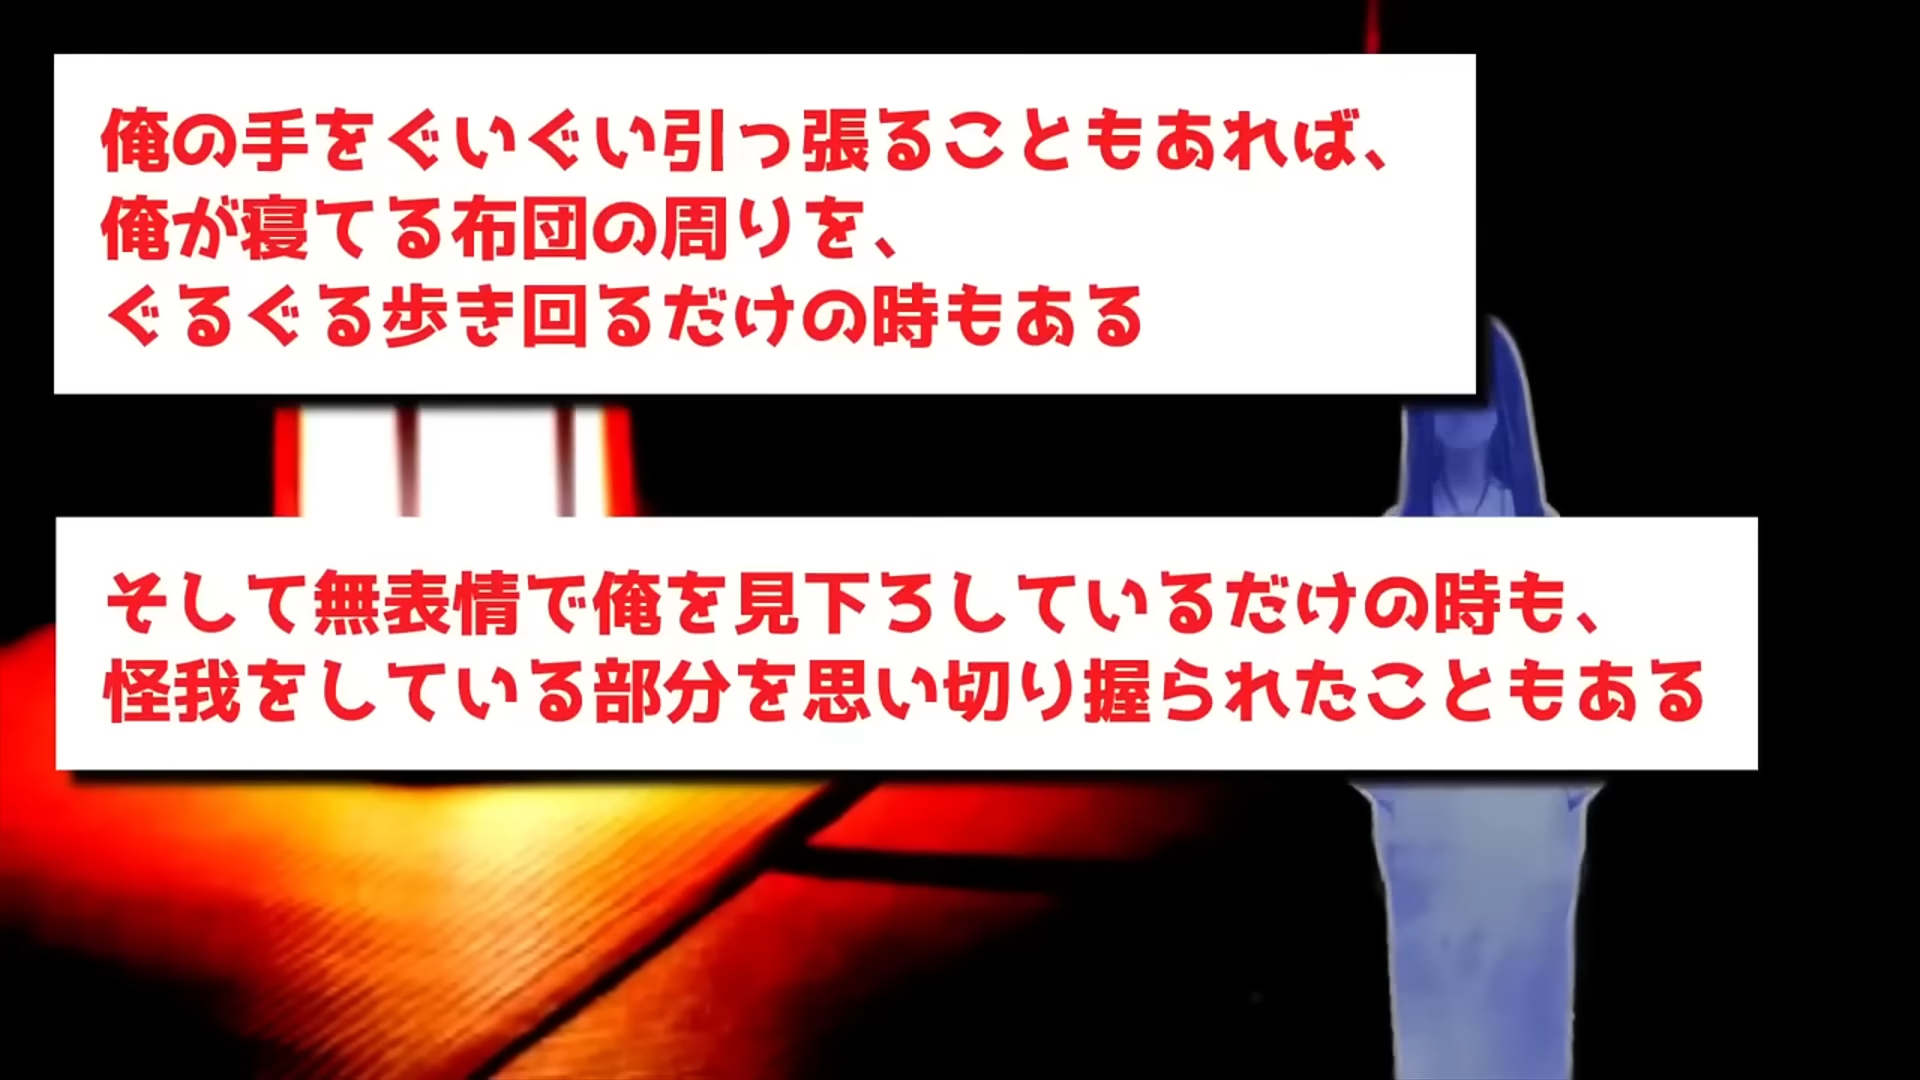 俺の手をぐいぐい引っ張ることもあれば、
俺が寝てる布団の周りを、
ぐるぐる歩き回るだけの時もある
そして無表情で俺を見下ろしているだけの時も、
怪我をしている部分を思い切り握られたこともある